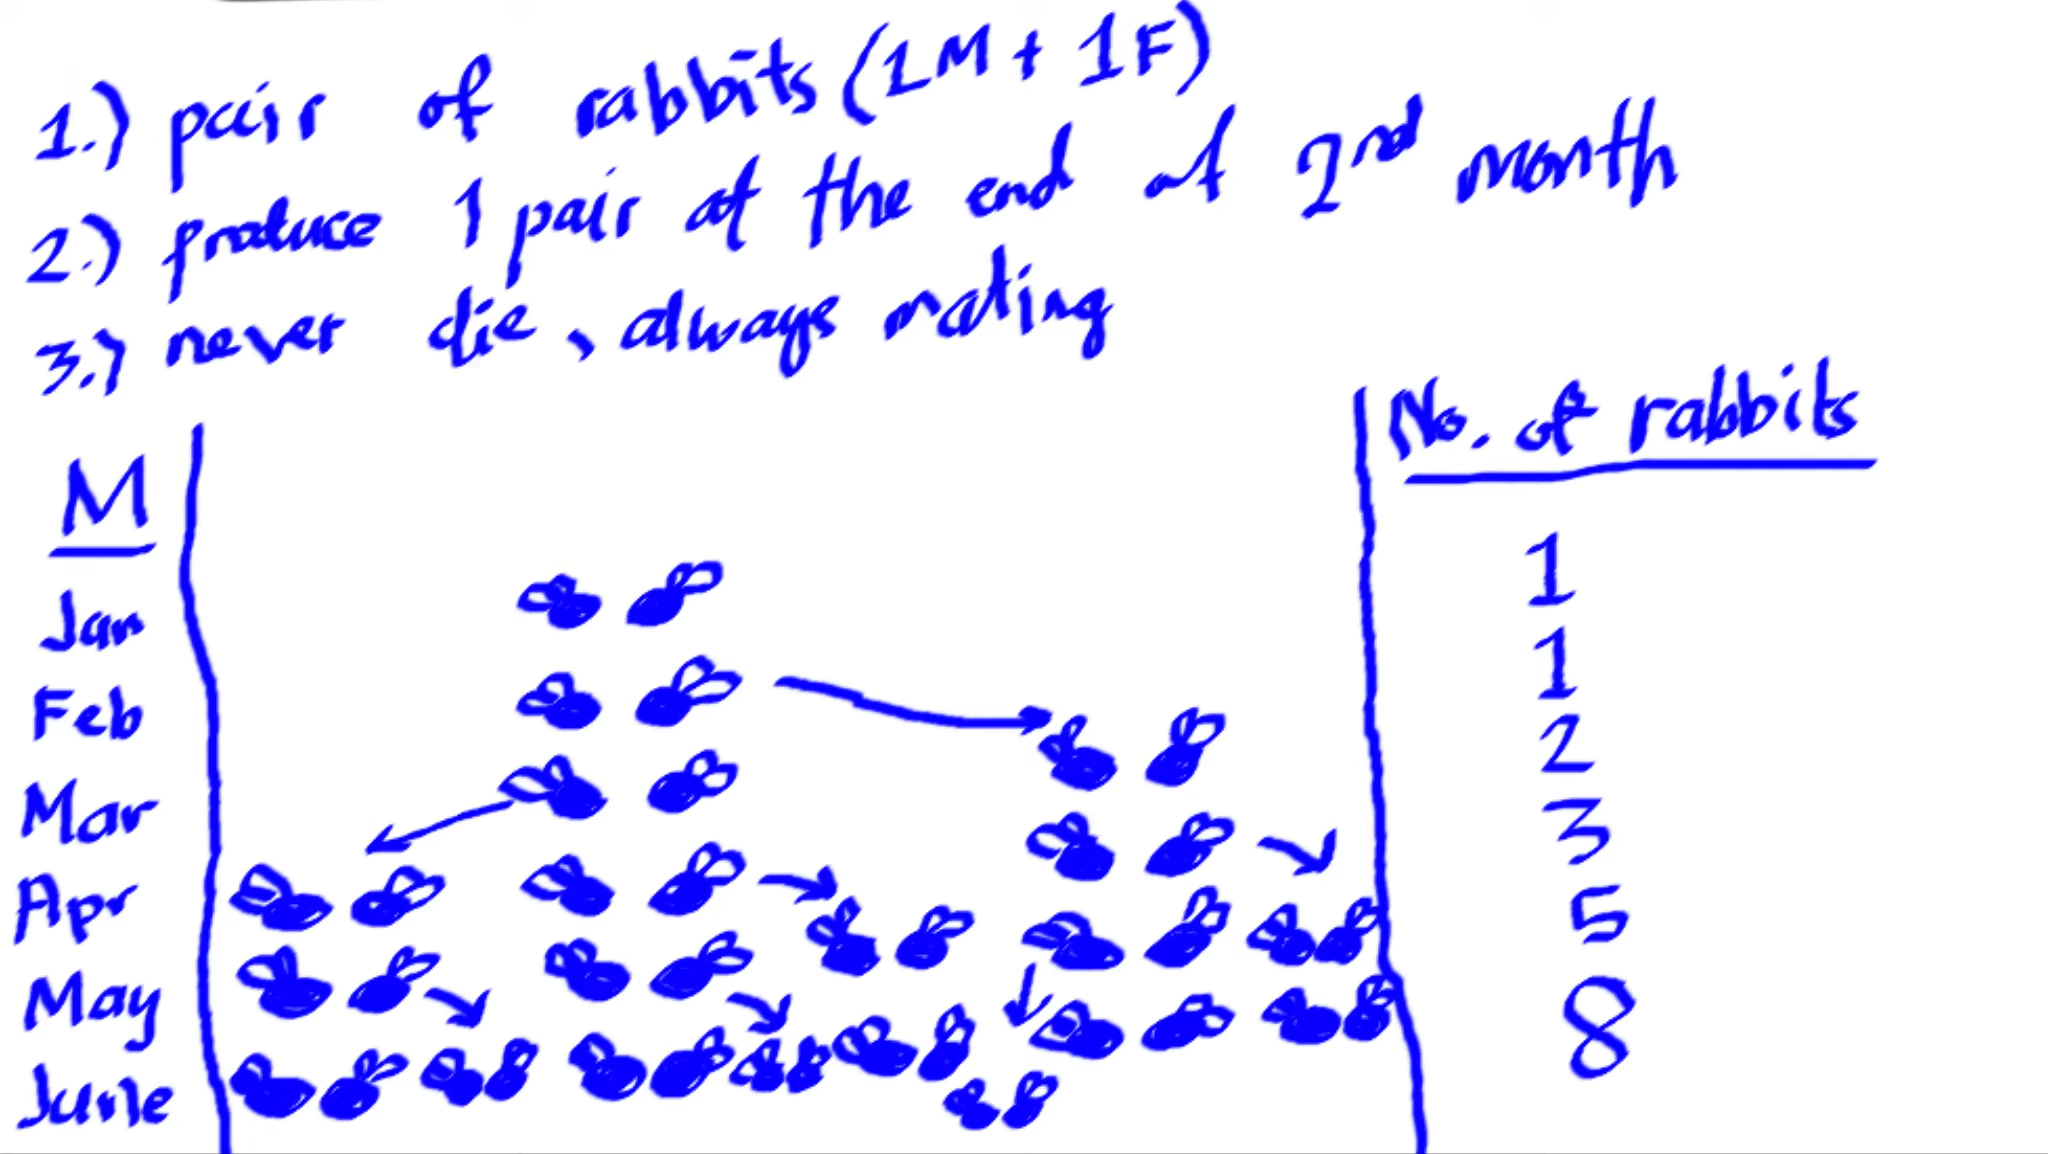 1.) pair of rabbits (1M + 1F)
2.) produce 1 pair at the end of 2nd month
3.) never die, always mating
M
No. of rabbits
Jan 1
Feb 1
Mar 2
Apr 3
May 5
June 8